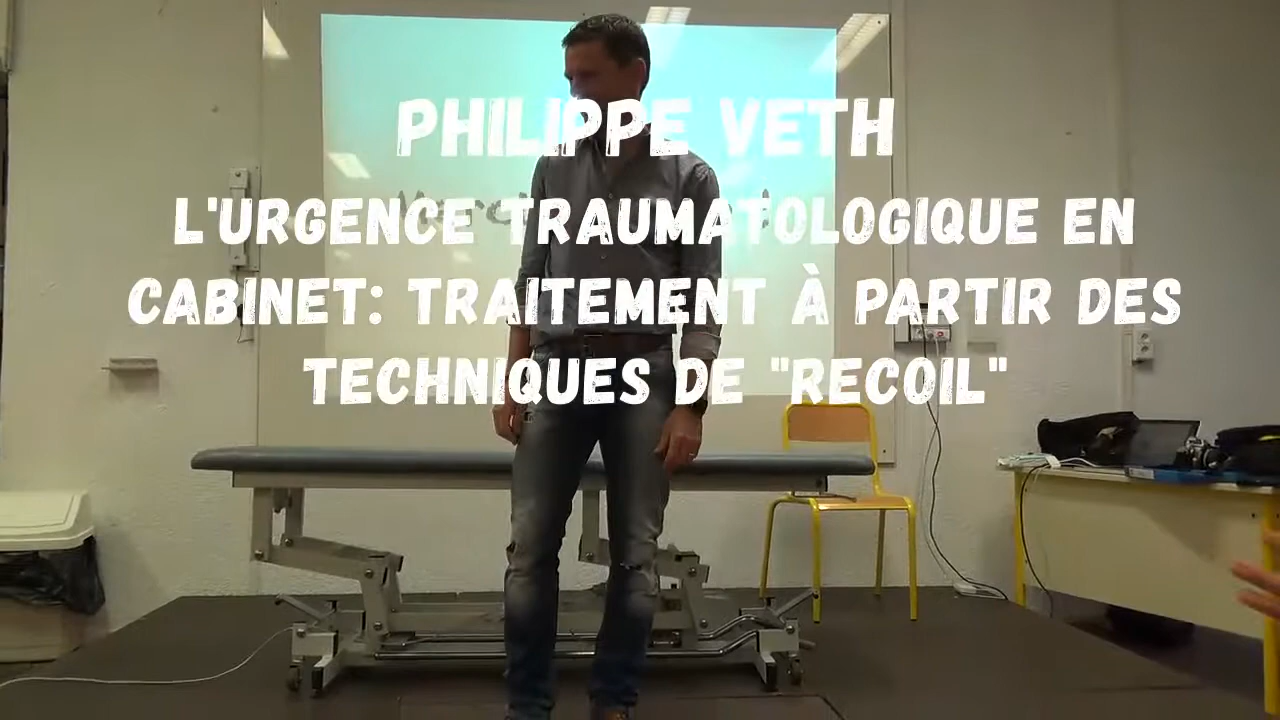 PHILIPPE VETH
L'URGENCE TRAUMATOLOGIQUE EN
CABINET: TRAITEMENT À PARTIR DES
TECHNIQUES DE "RECOIL"